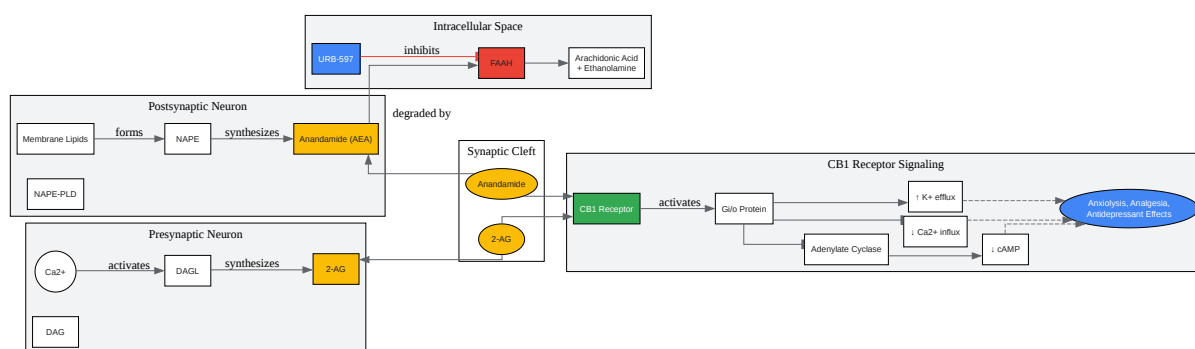 Intracellular Space
URB-597
inhibits
FAAH
Arachidonic Acid
+ Ethanolamine
Postsynaptic Neuron
degraded by
Membrane Lipids
forms
NAPE
synthesizes
Anandamide (AEA)
NAPE-PLD
Synaptic Cleft
Anandamide
2-AG
CB1 Receptor Signaling
CB1 Receptor
activates
Gi/o Protein
↑ K+ efflux
↓ Ca2+ influx
Adenylate Cyclase
↓ cAMP
Anxiolysis, Analgesia,
Antidepressant Effects
Presynaptic Neuron
Ca2+
activates
DAGL
synthesizes
2-AG
DAG